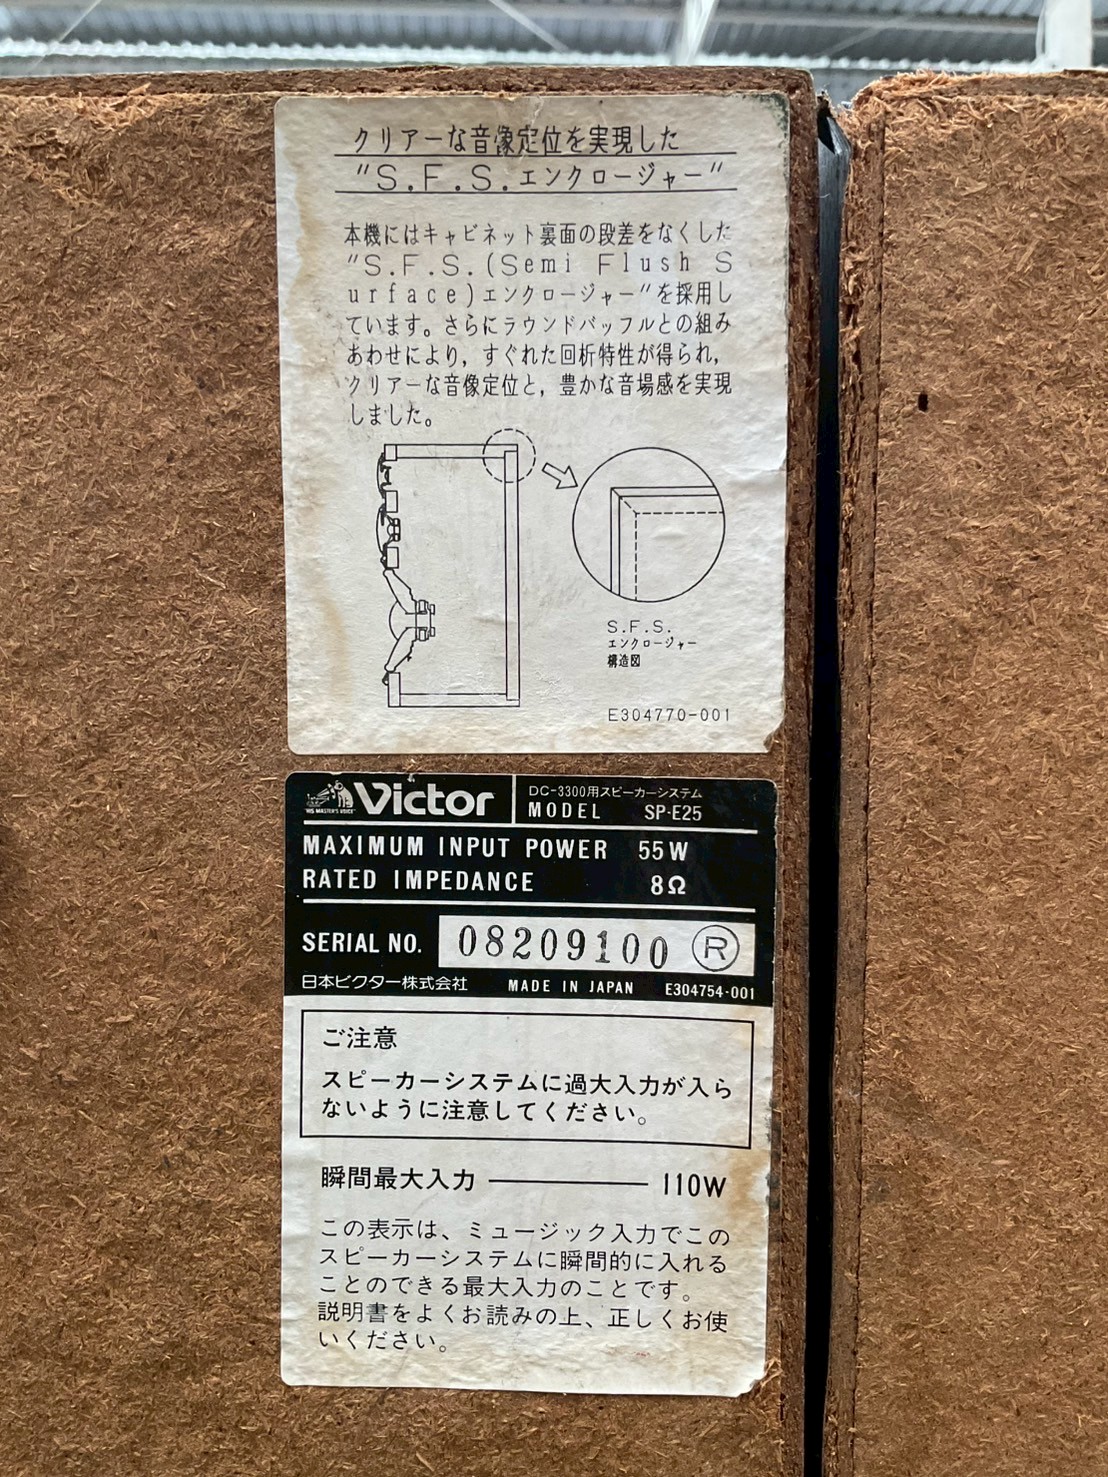 クリアーな音像定位を実現した
“S.F.S.エンクロージャー”
本機にはキャビネット裏面の段差をなくした
“S.F.S.(Semi Flush S
urface)エンクロージャー”を採用し
ています。さらにラウンドバッフルとの組み
あわせにより，すぐれた回析特性が得られ，
クリアーな音像定位と，豊かな音場感を実現
しました。
S.F.S.
エンクロージャー
構造図
E304770-001
"HIS MASTER'S VOICE"
Victor
DC-3300用スピーカーシステム
MODEL SP-E25
MAXIMUM INPUT POWER 55W
RATED IMPEDANCE 8Ω
SERIAL NO. 08209100 R
日本ビクター株式会社 MADE IN JAPAN E304754-001
ご注意
スピーカーシステムに過大入力が入ら
ないように注意してください。
瞬間最大入力 ——— 110W
この表示は、ミュージック入力でこの
スピーカーシステムに瞬間的に入れる
ことのできる最大入力のことです。
説明書をよくお読みの上、正しくお使
いください。